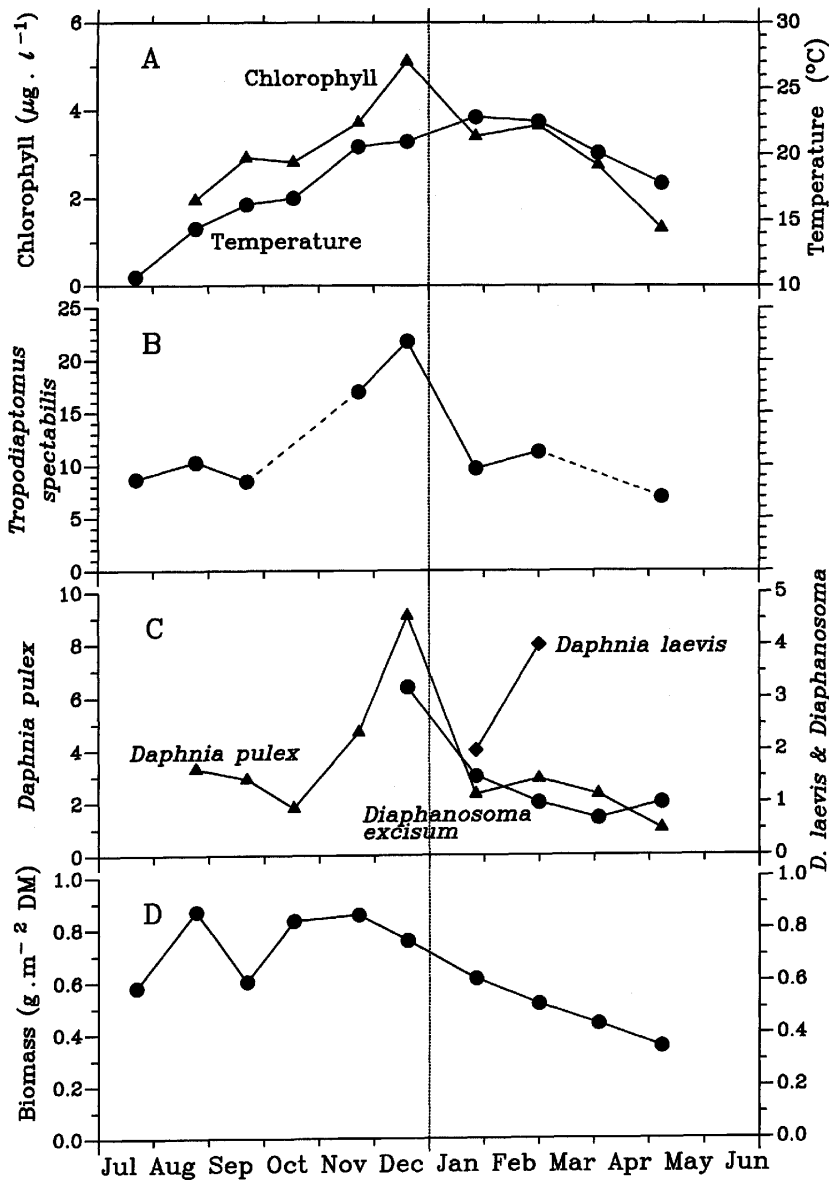 6
4
2
0
Chlorophyll (μg . ℓ⁻¹)
A
Chlorophyll
Temperature
30
25
20
15
10
Temperature (°C)
25
20
15
10
5
0
Tropodiaptomus
spectabilis
B
10
8
6
4
2
0
Daphnia pulex
C
Daphnia laevis
Daphnia pulex
Diaphanosoma
excisum
5
4
3
2
1
0
D. laevis & Diaphanosoma
1.0
0.8
0.6
0.4
0.2
0.0
Biomass (g .m⁻² DM)
D
1.0
0.8
0.6
0.4
0.2
0.0
Jul Aug Sep Oct Nov Dec Jan Feb Mar Apr May Jun